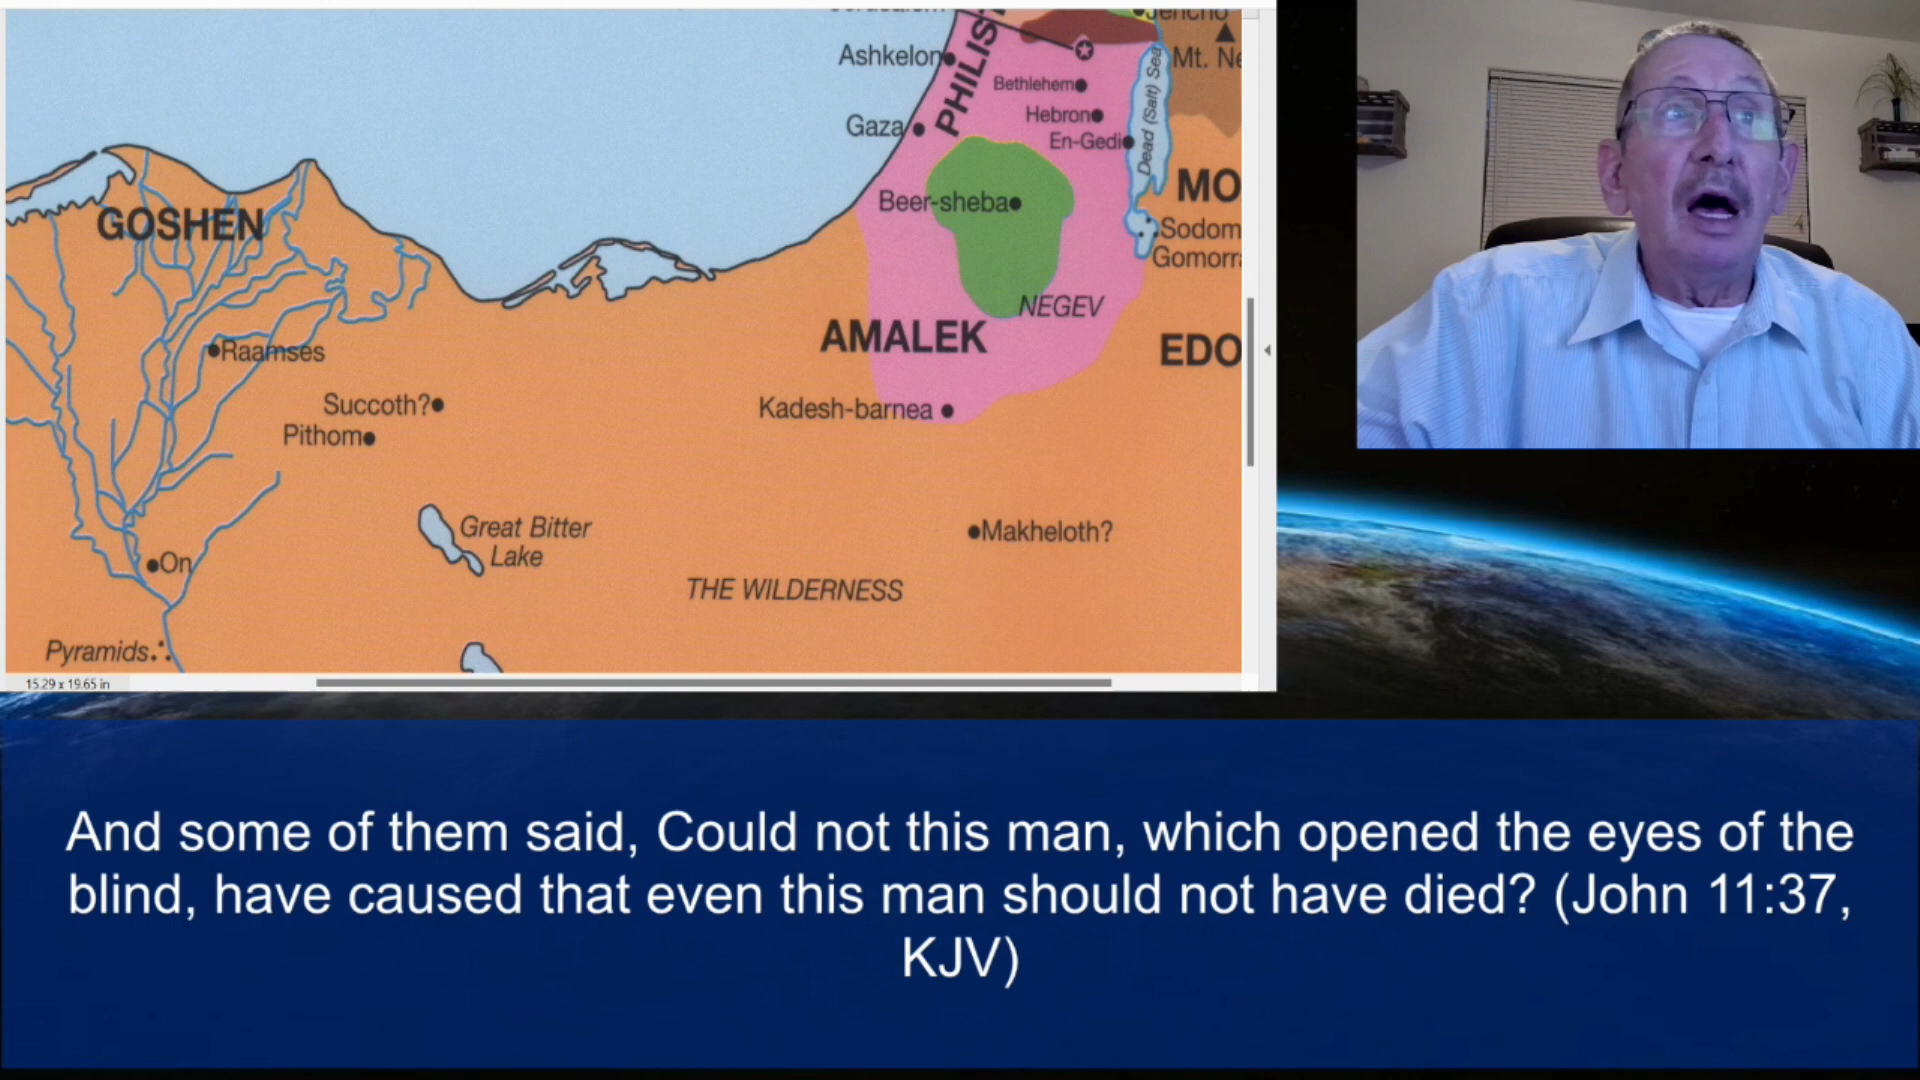 Jerusalem
Jericho
Ashkelon
PHILIS
Mt. Ne
Bethlehem
Dead (Salt) Sea
Gaza
Hebron
En-Gedi
MO
GOSHEN
Beer-sheba
Sodom
Gomorr
NEGEV
AMALEK
EDO
Raamses
Succoth?
Kadesh-barnea
Pithom
Great Bitter
Lake
Makheloth?
On
THE WILDERNESS
Pyramids
15.29 x 19.65 in
And some of them said, Could not this man, which opened the eyes of the
blind, have caused that even this man should not have died? (John 11:37,
KJV)